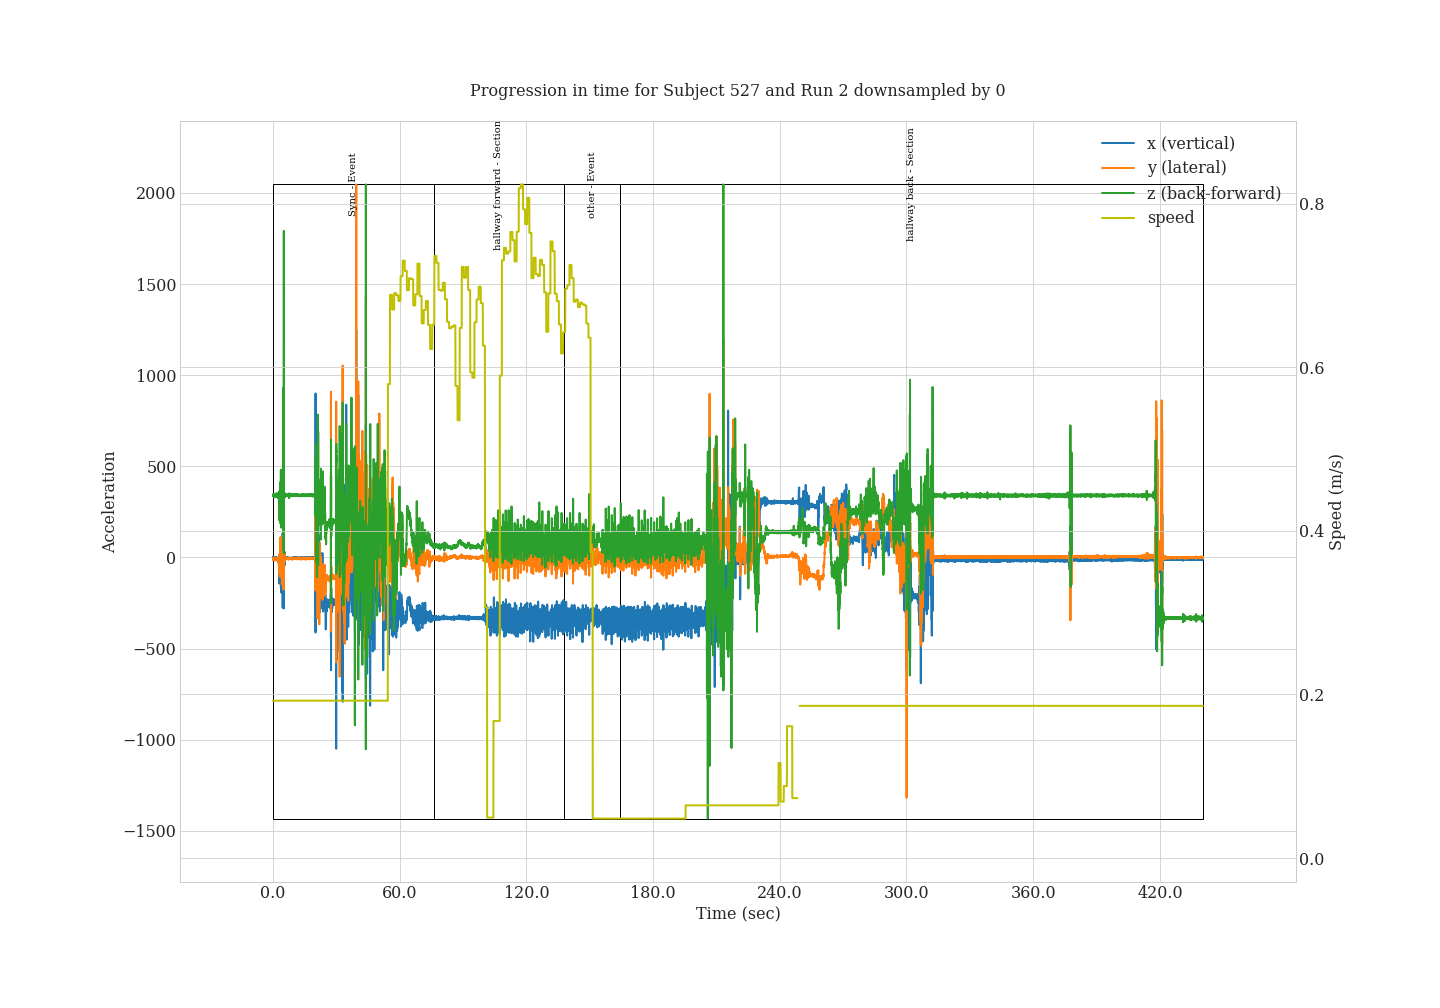 Progression in time for Subject 527 and Run 2 downsampled by 0
Sync - Event
hallway forward - Section
other - Event
hallway back - Section
x (vertical)
y (lateral)
z (back-forward)
speed
2000
1500
1000
500
0
−500
−1000
−1500
Acceleration
0.8
0.6
0.4
0.2
0.0
Speed (m/s)
0.0 60.0 120.0 180.0 240.0 300.0 360.0 420.0
Time (sec)